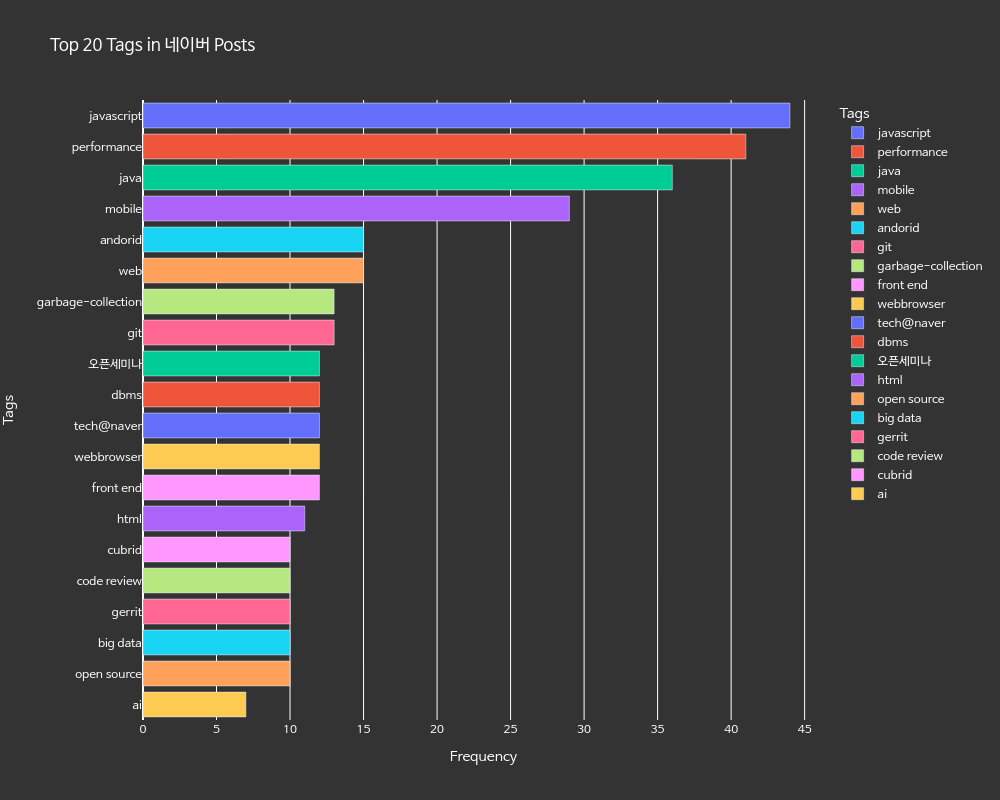 Top 20 Tags in 네이버 Posts
javascript
performance
java
mobile
andorid
web
garbage-collection
git
오픈세미나
dbms
tech@naver
webbrowser
front end
html
cubrid
code review
gerrit
big data
open source
ai
Tags
0 5 10 15 20 25 30 35 40 45
Frequency
Tags
javascript
performance
java
mobile
web
andorid
git
garbage-collection
front end
webbrowser
tech@naver
dbms
오픈세미나
html
open source
big data
gerrit
code review
cubrid
ai